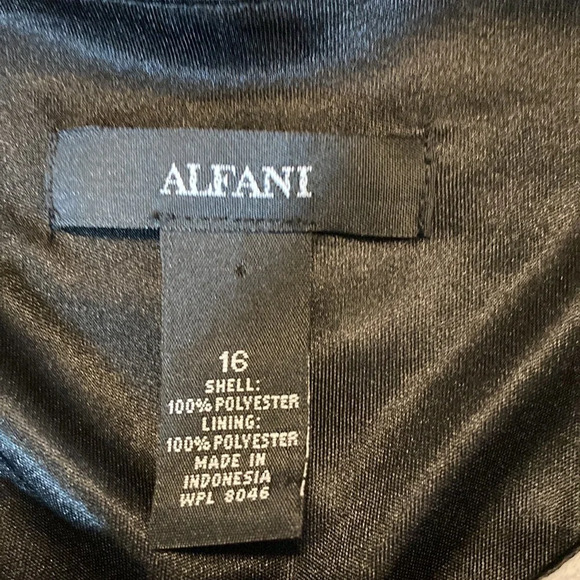 ALFANI
16
SHELL:
100% POLYESTER
LINING:
100% POLYESTER
MADE IN
INDONESIA
WPL 8046